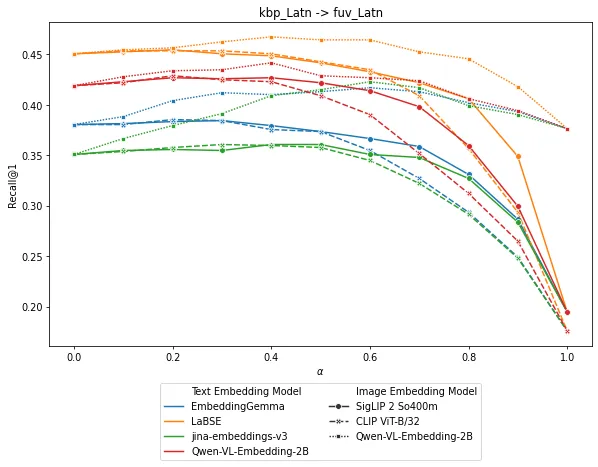 kbp_Latn -> fuv_Latn
Recall@1
0.45
0.40
0.35
0.30
0.25
0.20
0.0 0.2 0.4 0.6 0.8 1.0
α
Text Embedding Model Image Embedding Model
EmbeddingGemma SigLIP 2 So400m
LaBSE CLIP ViT-B/32
jina-embeddings-v3 Qwen-VL-Embedding-2B
Qwen-VL-Embedding-2B